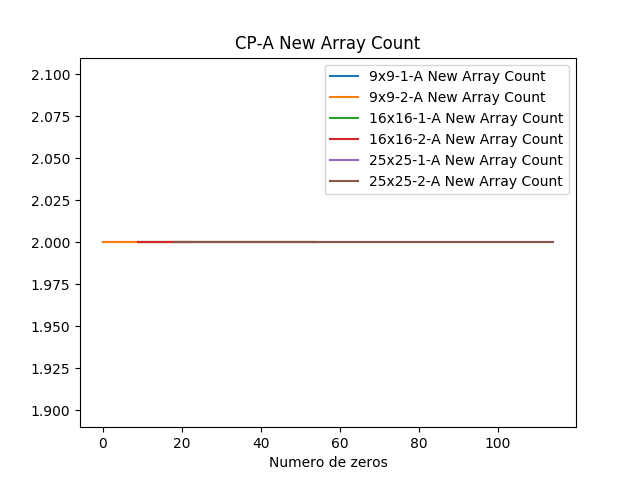 CP-A New Array Count
9x9-1-A New Array Count
9x9-2-A New Array Count
16x16-1-A New Array Count
16x16-2-A New Array Count
25x25-1-A New Array Count
25x25-2-A New Array Count
2.100
2.075
2.050
2.025
2.000
1.975
1.950
1.925
1.900
0 20 40 60 80 100
Numero de zeros